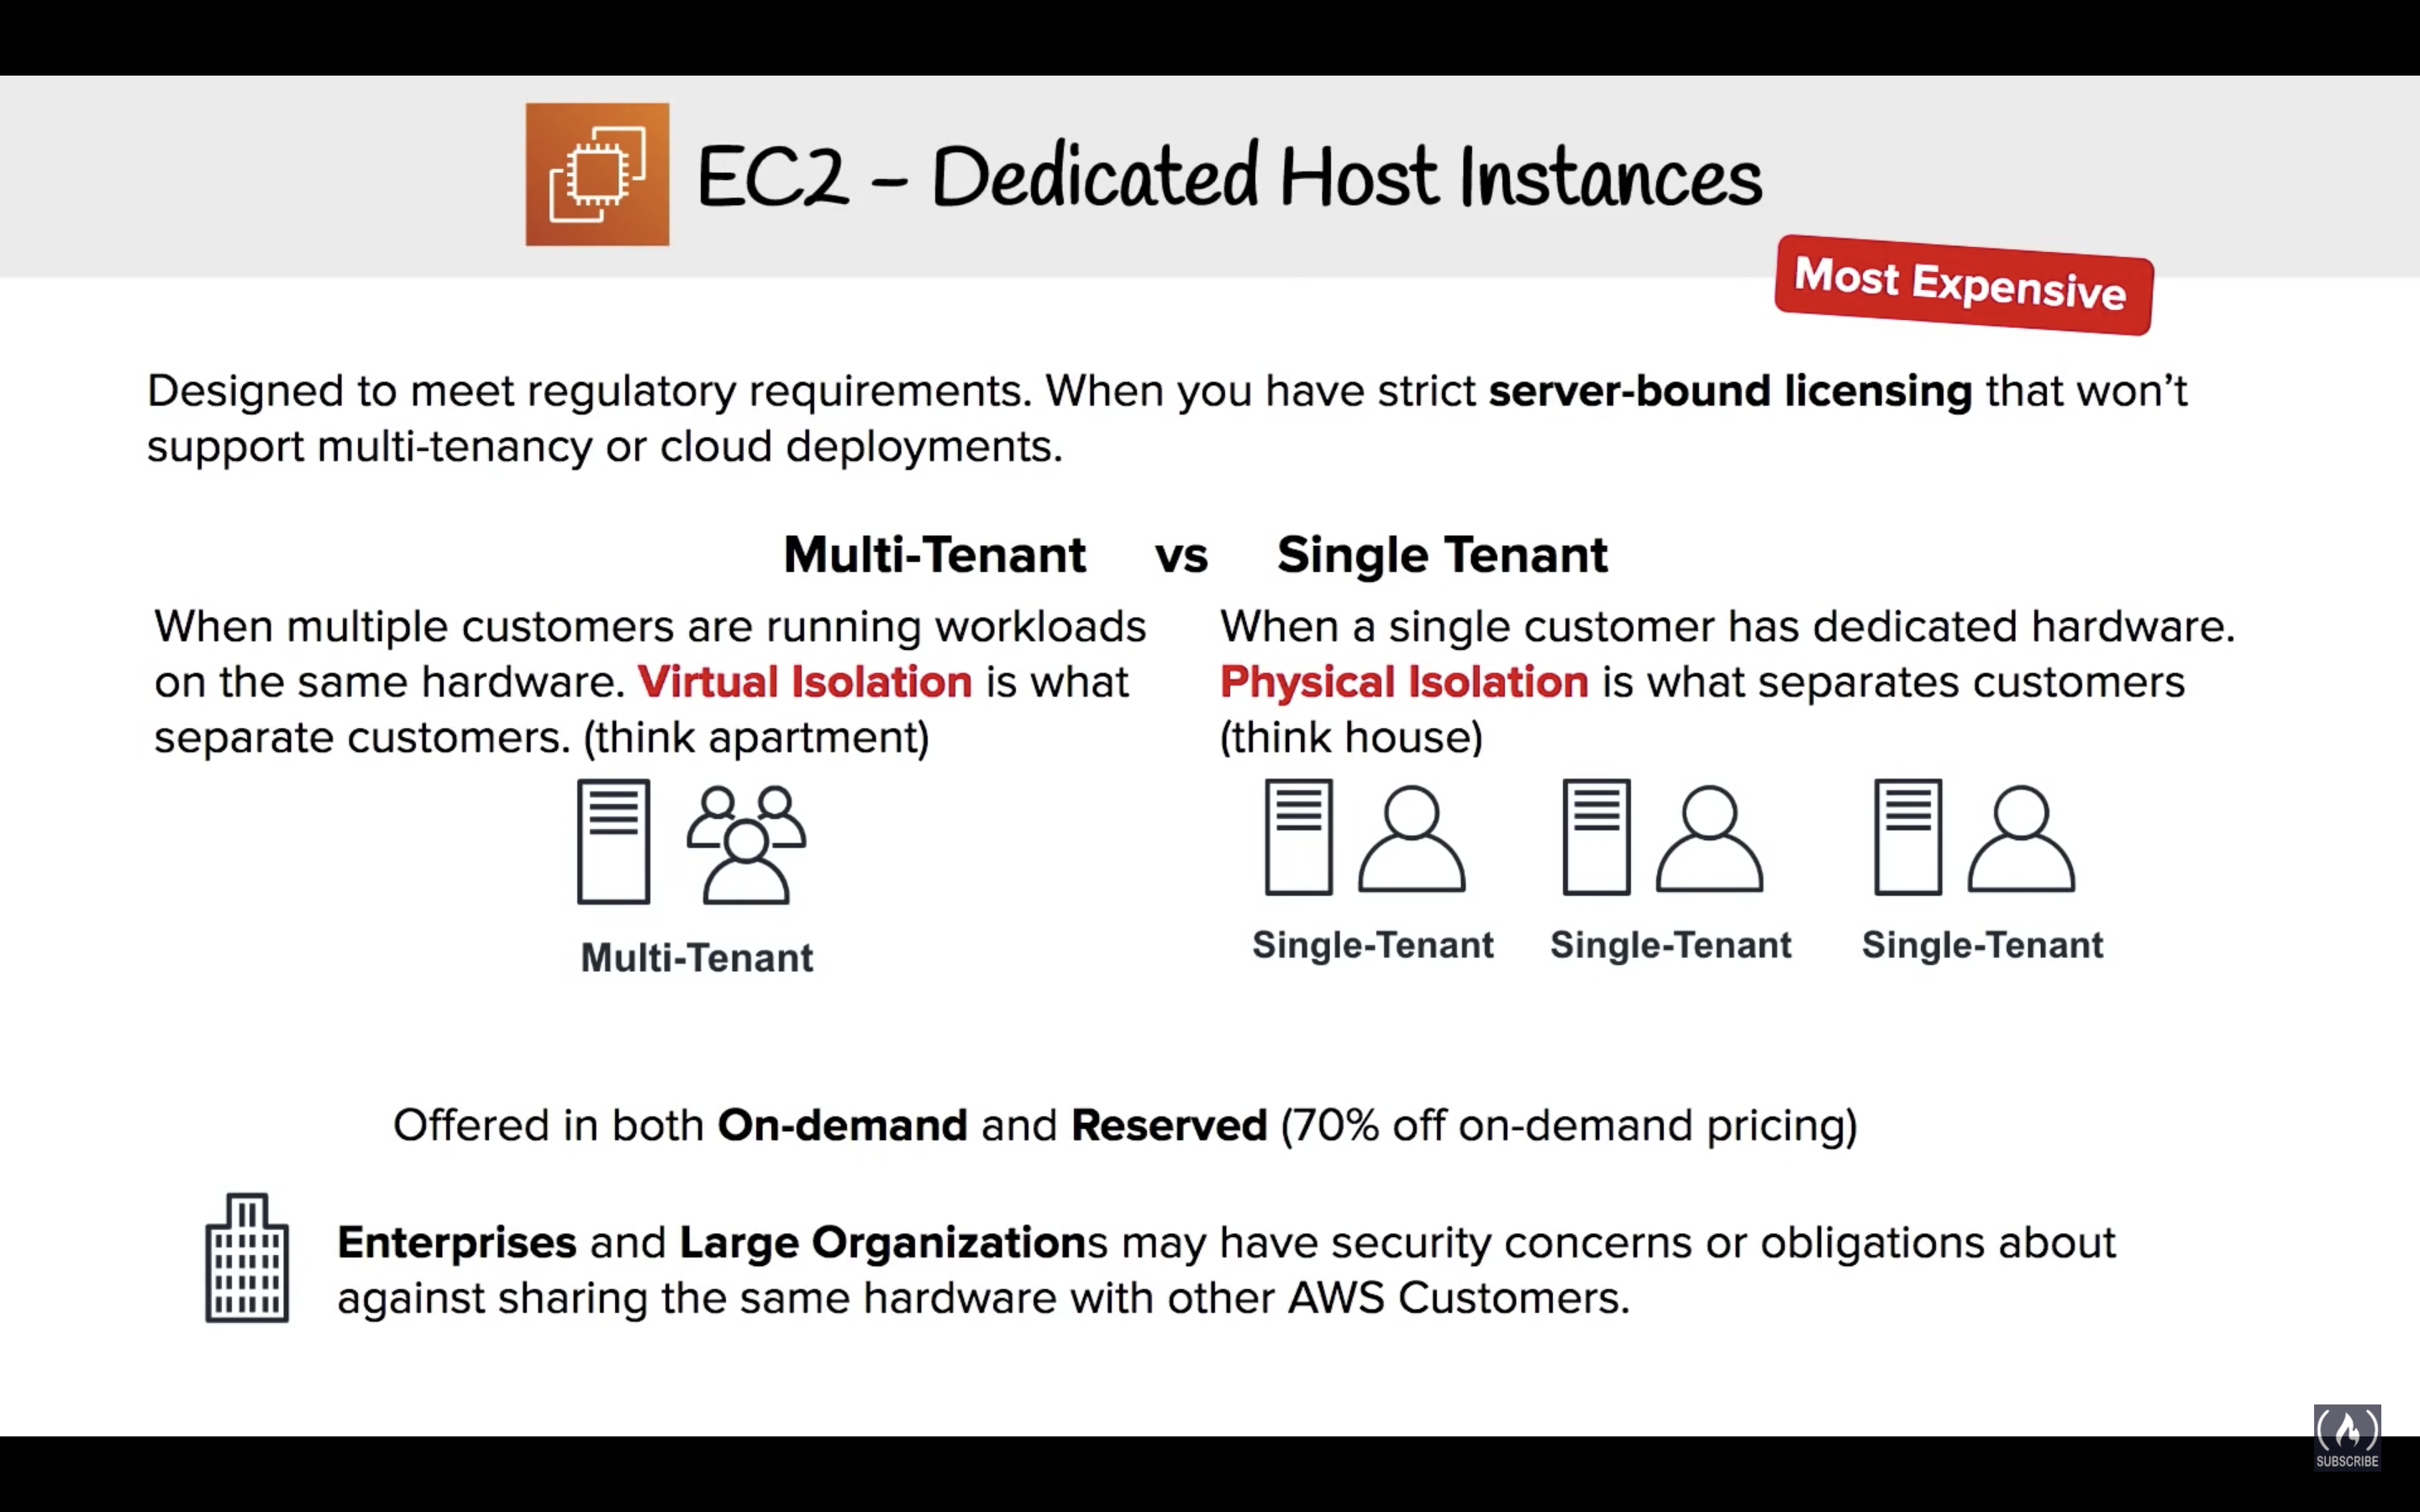 EC2 – Dedicated Host Instances
Most Expensive
Designed to meet regulatory requirements. When you have strict server-bound licensing that won't
support multi-tenancy or cloud deployments.
Multi-Tenant vs Single Tenant
When multiple customers are running workloads
on the same hardware. Virtual Isolation is what
separate customers. (think apartment)
When a single customer has dedicated hardware.
Physical Isolation is what separates customers
(think house)
Multi-Tenant
Single-Tenant Single-Tenant Single-Tenant
Offered in both On-demand and Reserved (70% off on-demand pricing)
Enterprises and Large Organizations may have security concerns or obligations about
against sharing the same hardware with other AWS Customers.
SUBSCRIBE